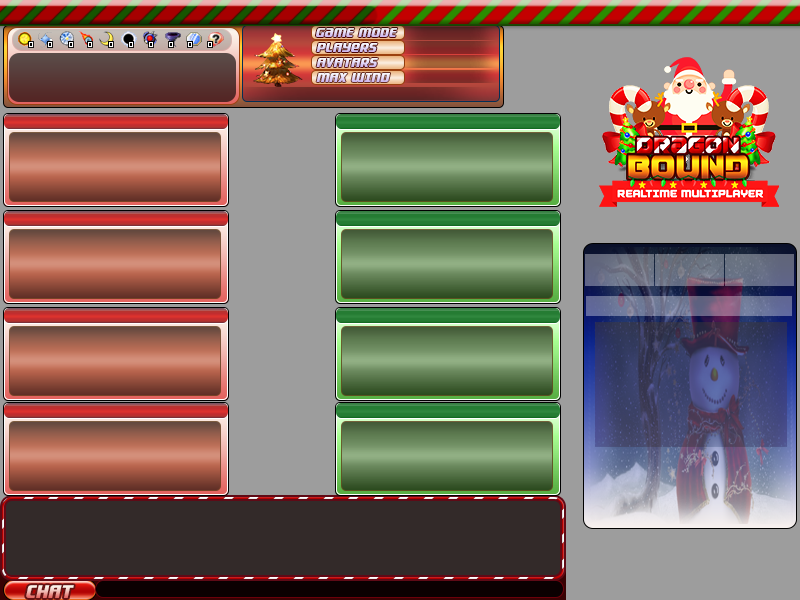 GAME MODE
PLAYERS
AVATARS
MAX WIND
DRAGON
BOUND
REALTIME MULTIPLAYER
CHAT